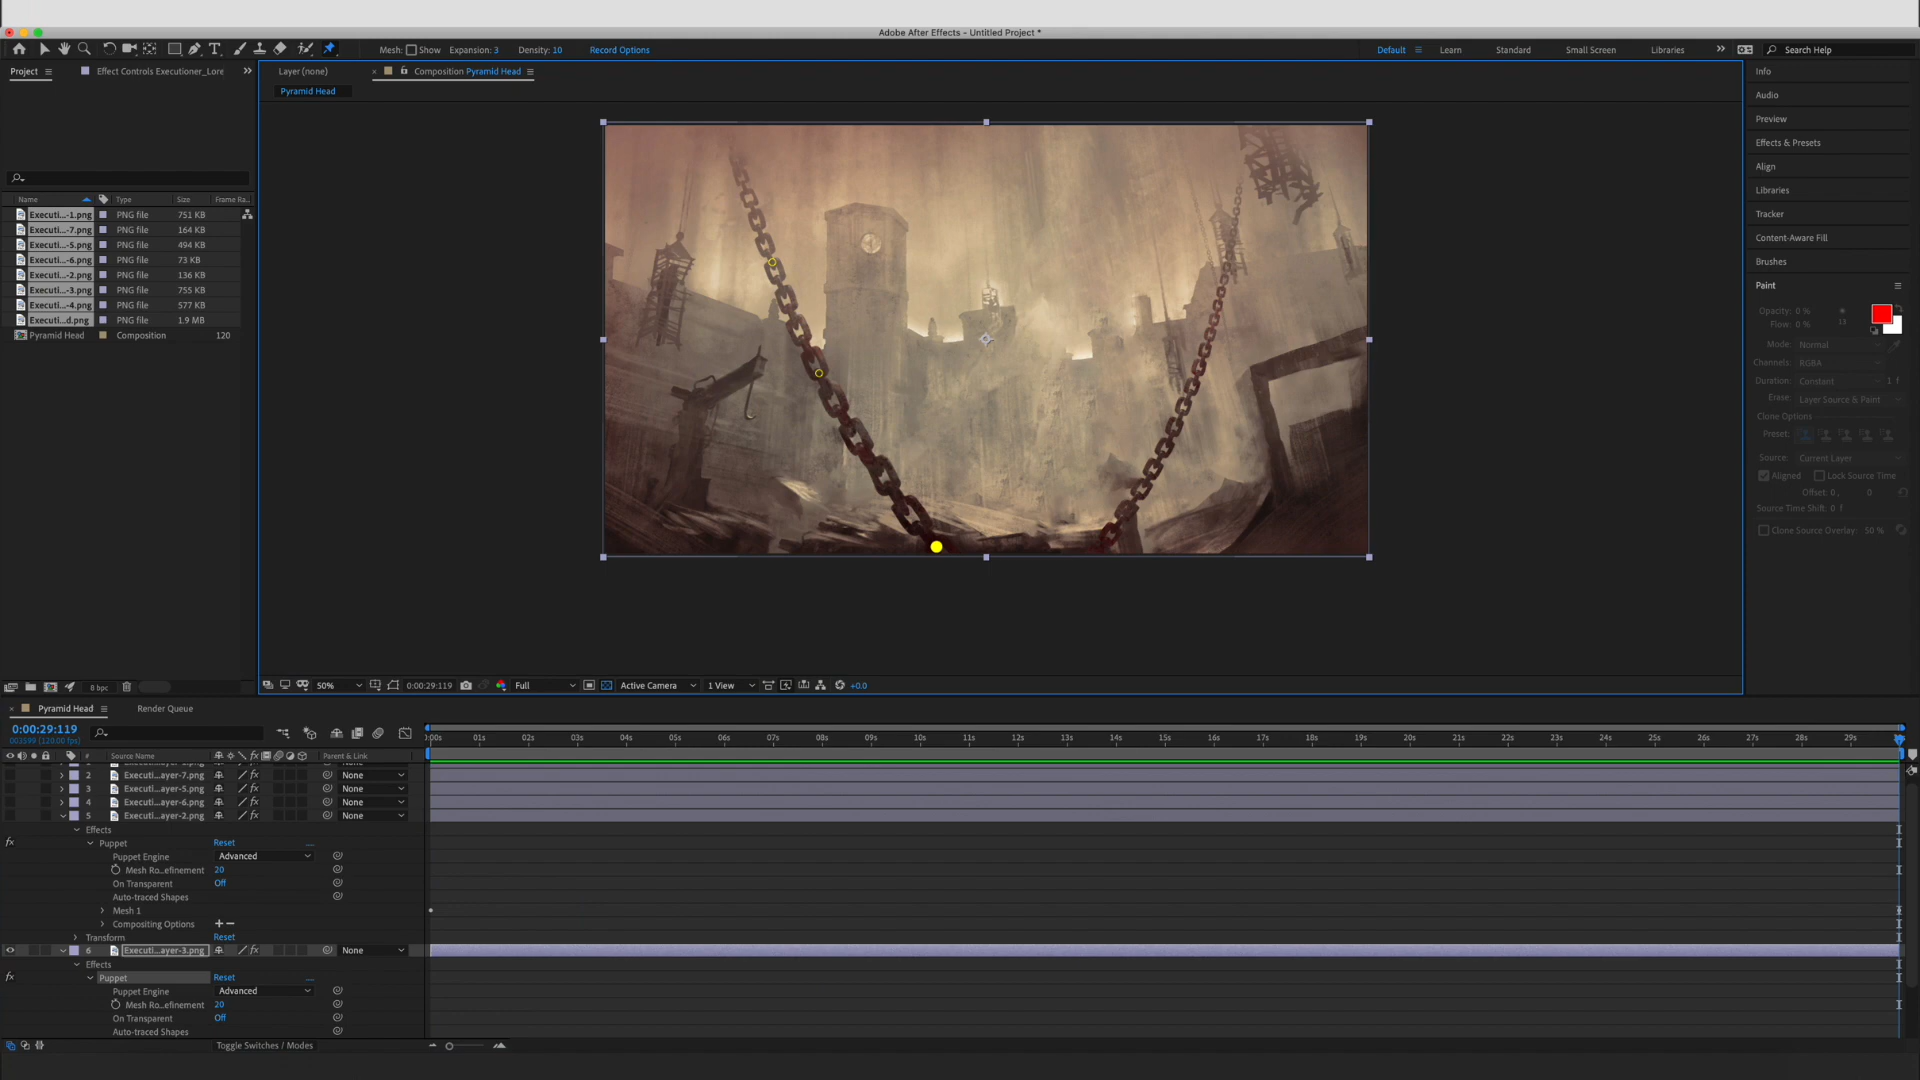 Adobe After Effects - Untitled Project *
Mesh: Show Expansion: 3 Density: 10 Record Options
Default Learn Standard Small Screen Libraries Search Help
Project Effect Controls Executioner_Lore
Layer (none) Composition Pyramid Head
Pyramid Head
Name Type Size Frame Ra...
Executi...-1.png PNG file 751 KB
Executi...-7.png PNG file 164 KB
Executi...-5.png PNG file 494 KB
Executi...-6.png PNG file 73 KB
Executi...-2.png PNG file 136 KB
Executi...-3.png PNG file 755 KB
Executi...-4.png PNG file 577 KB
Executi...d.png PNG file 1.9 MB
Pyramid Head Composition 120
8 bpc
50% 0:00:29:119 Full Active Camera 1 View +0.0
Info
Audio
Preview
Effects & Presets
Align
Libraries
Tracker
Content-Aware Fill
Brushes
Paint
Opacity: 0 %
Flow: 0 % 13
Mode: Normal
Channels: RGBA
Duration: Constant 1 f
Erase: Layer Source & Paint
Clone Options
Preset:
Source: Current Layer
Aligned Lock Source Time
Offset: 0, 0
Source Time Shift: 0 f
Clone Source Overlay: 50 %
Pyramid Head Render Queue
0:00:29:119
03599 (120.00 fps)
:00s 01s 02s 03s 04s 05s 06s 07s 08s 09s 10s 11s 12s 13s 14s 15s 16s 17s 18s 19s 20s 21s 22s 23s 24s 25s 26s 27s 28s 29s
# Source Name fx Parent & Link
2 Executi...ayer-7.png fx None
3 Executi...ayer-5.png fx None
4 Executi...ayer-6.png fx None
5 Executi...ayer-2.png fx None
Effects
fx Puppet Reset ...
Puppet Engine Advanced
Mesh Ro...efinement 20
On Transparent Off
Auto-traced Shapes
Mesh 1
Compositing Options + −
Transform Reset
6 Executi...ayer-3.png fx None
Effects
fx Puppet Reset ...
Puppet Engine Advanced
Mesh Ro...efinement 20
On Transparent Off
Auto-traced Shapes
Toggle Switches / Modes